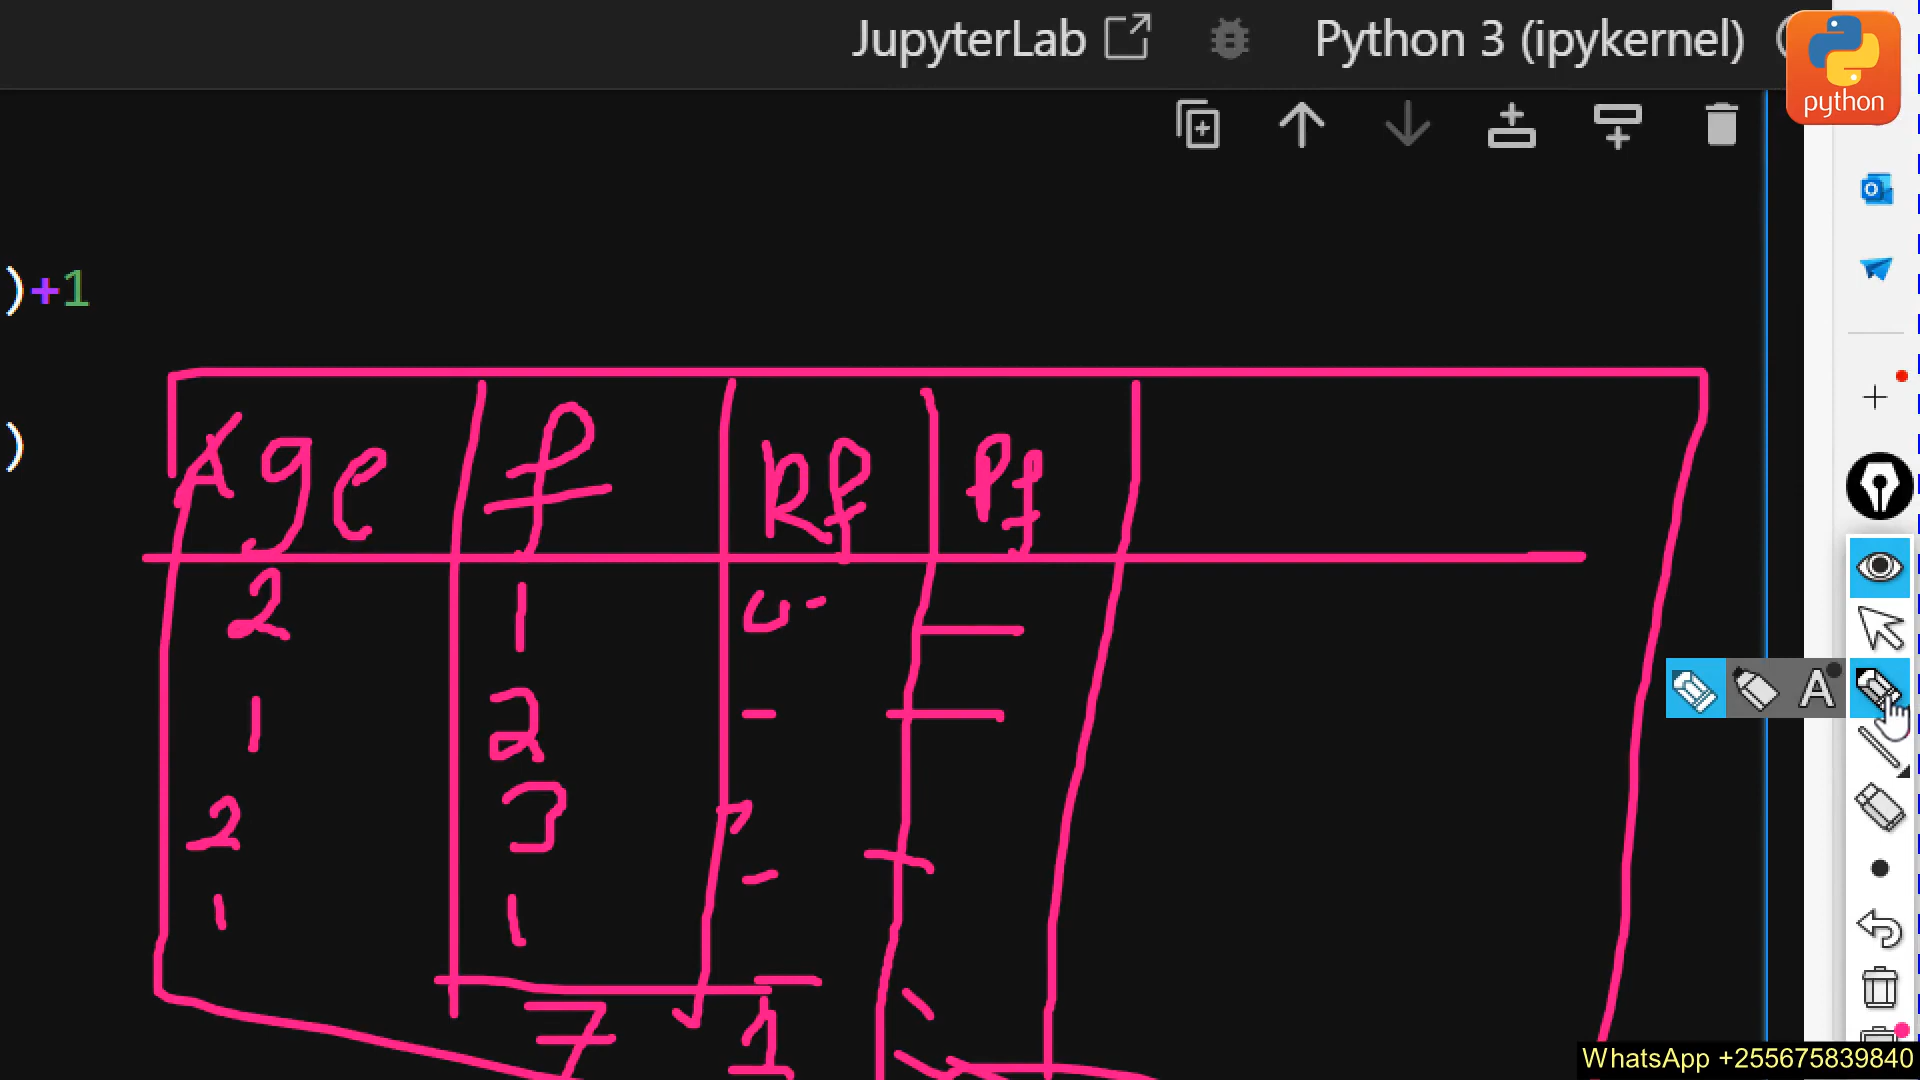 JupyterLab Python 3 (ipykernel)
python
)+1
)
Age f Rf Pf
2 1 0.-
1 2 -
2 3
1 1 -
7 1
A
WhatsApp +255675839840